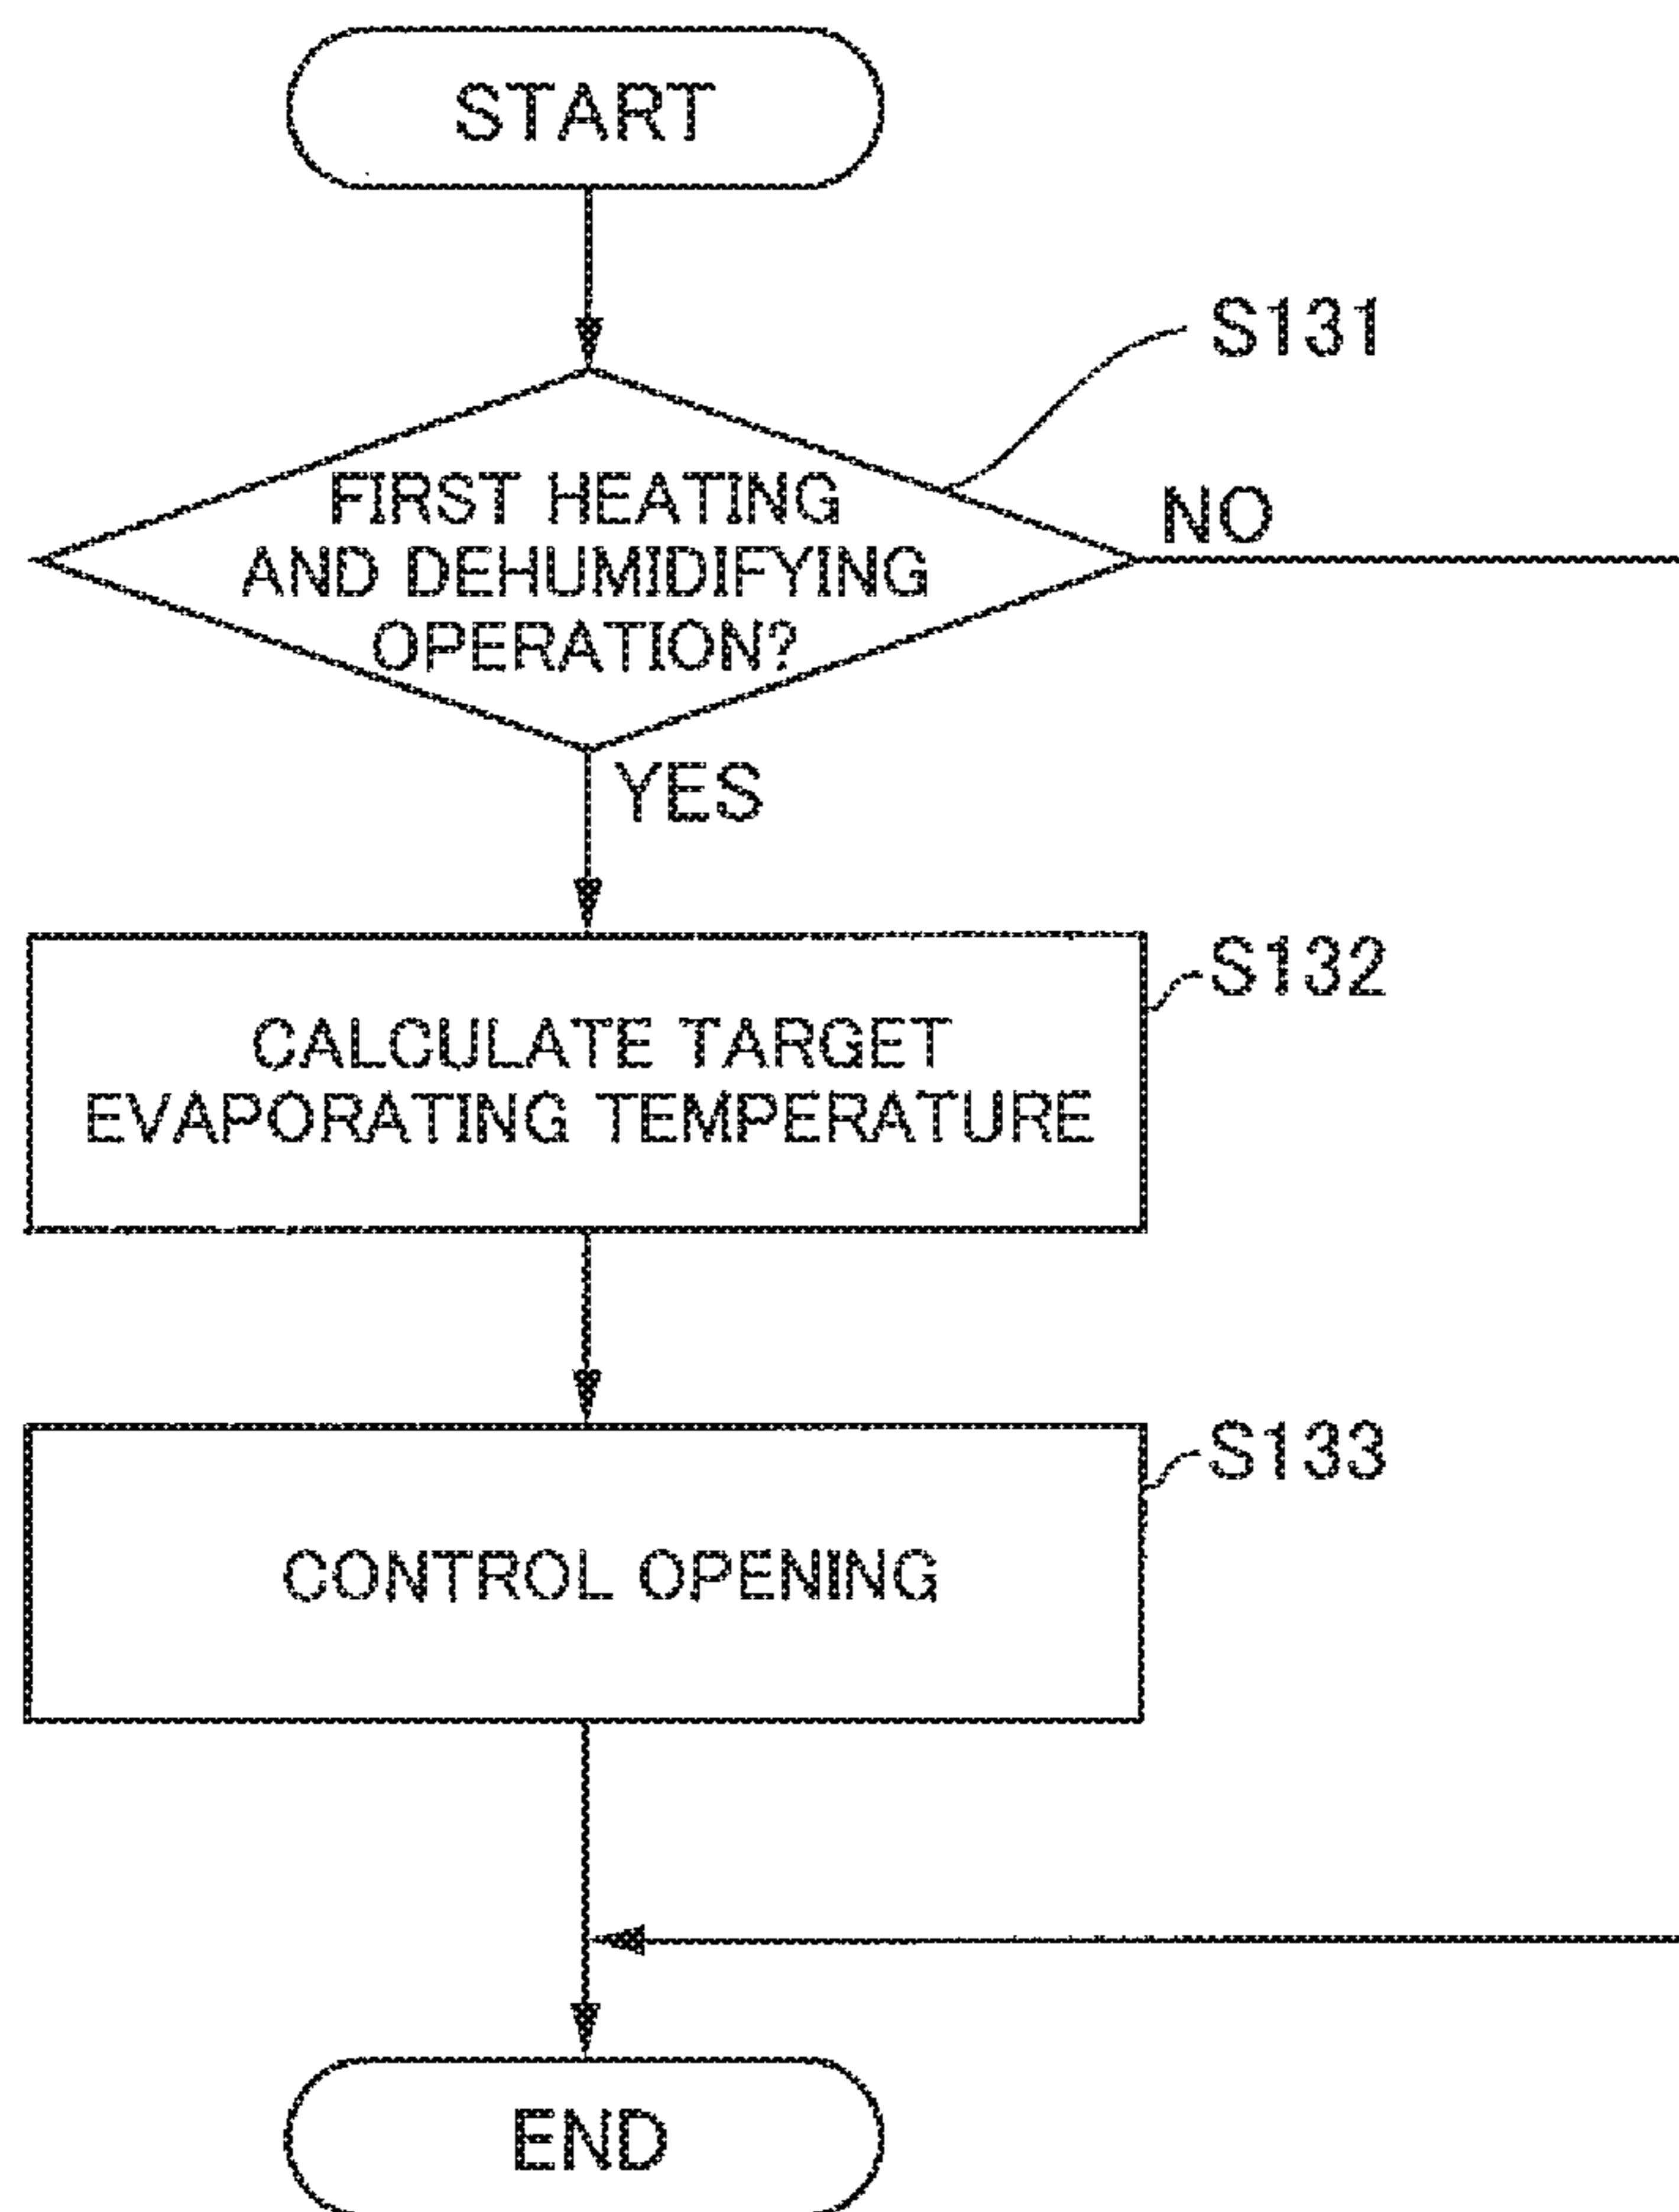 START
S131
FIRST HEATING
AND DEHUMIDIFYING
OPERATION?
NO
YES
S132
CALCULATE TARGET
EVAPORATING TEMPERATURE
S133
CONTROL OPENING
END